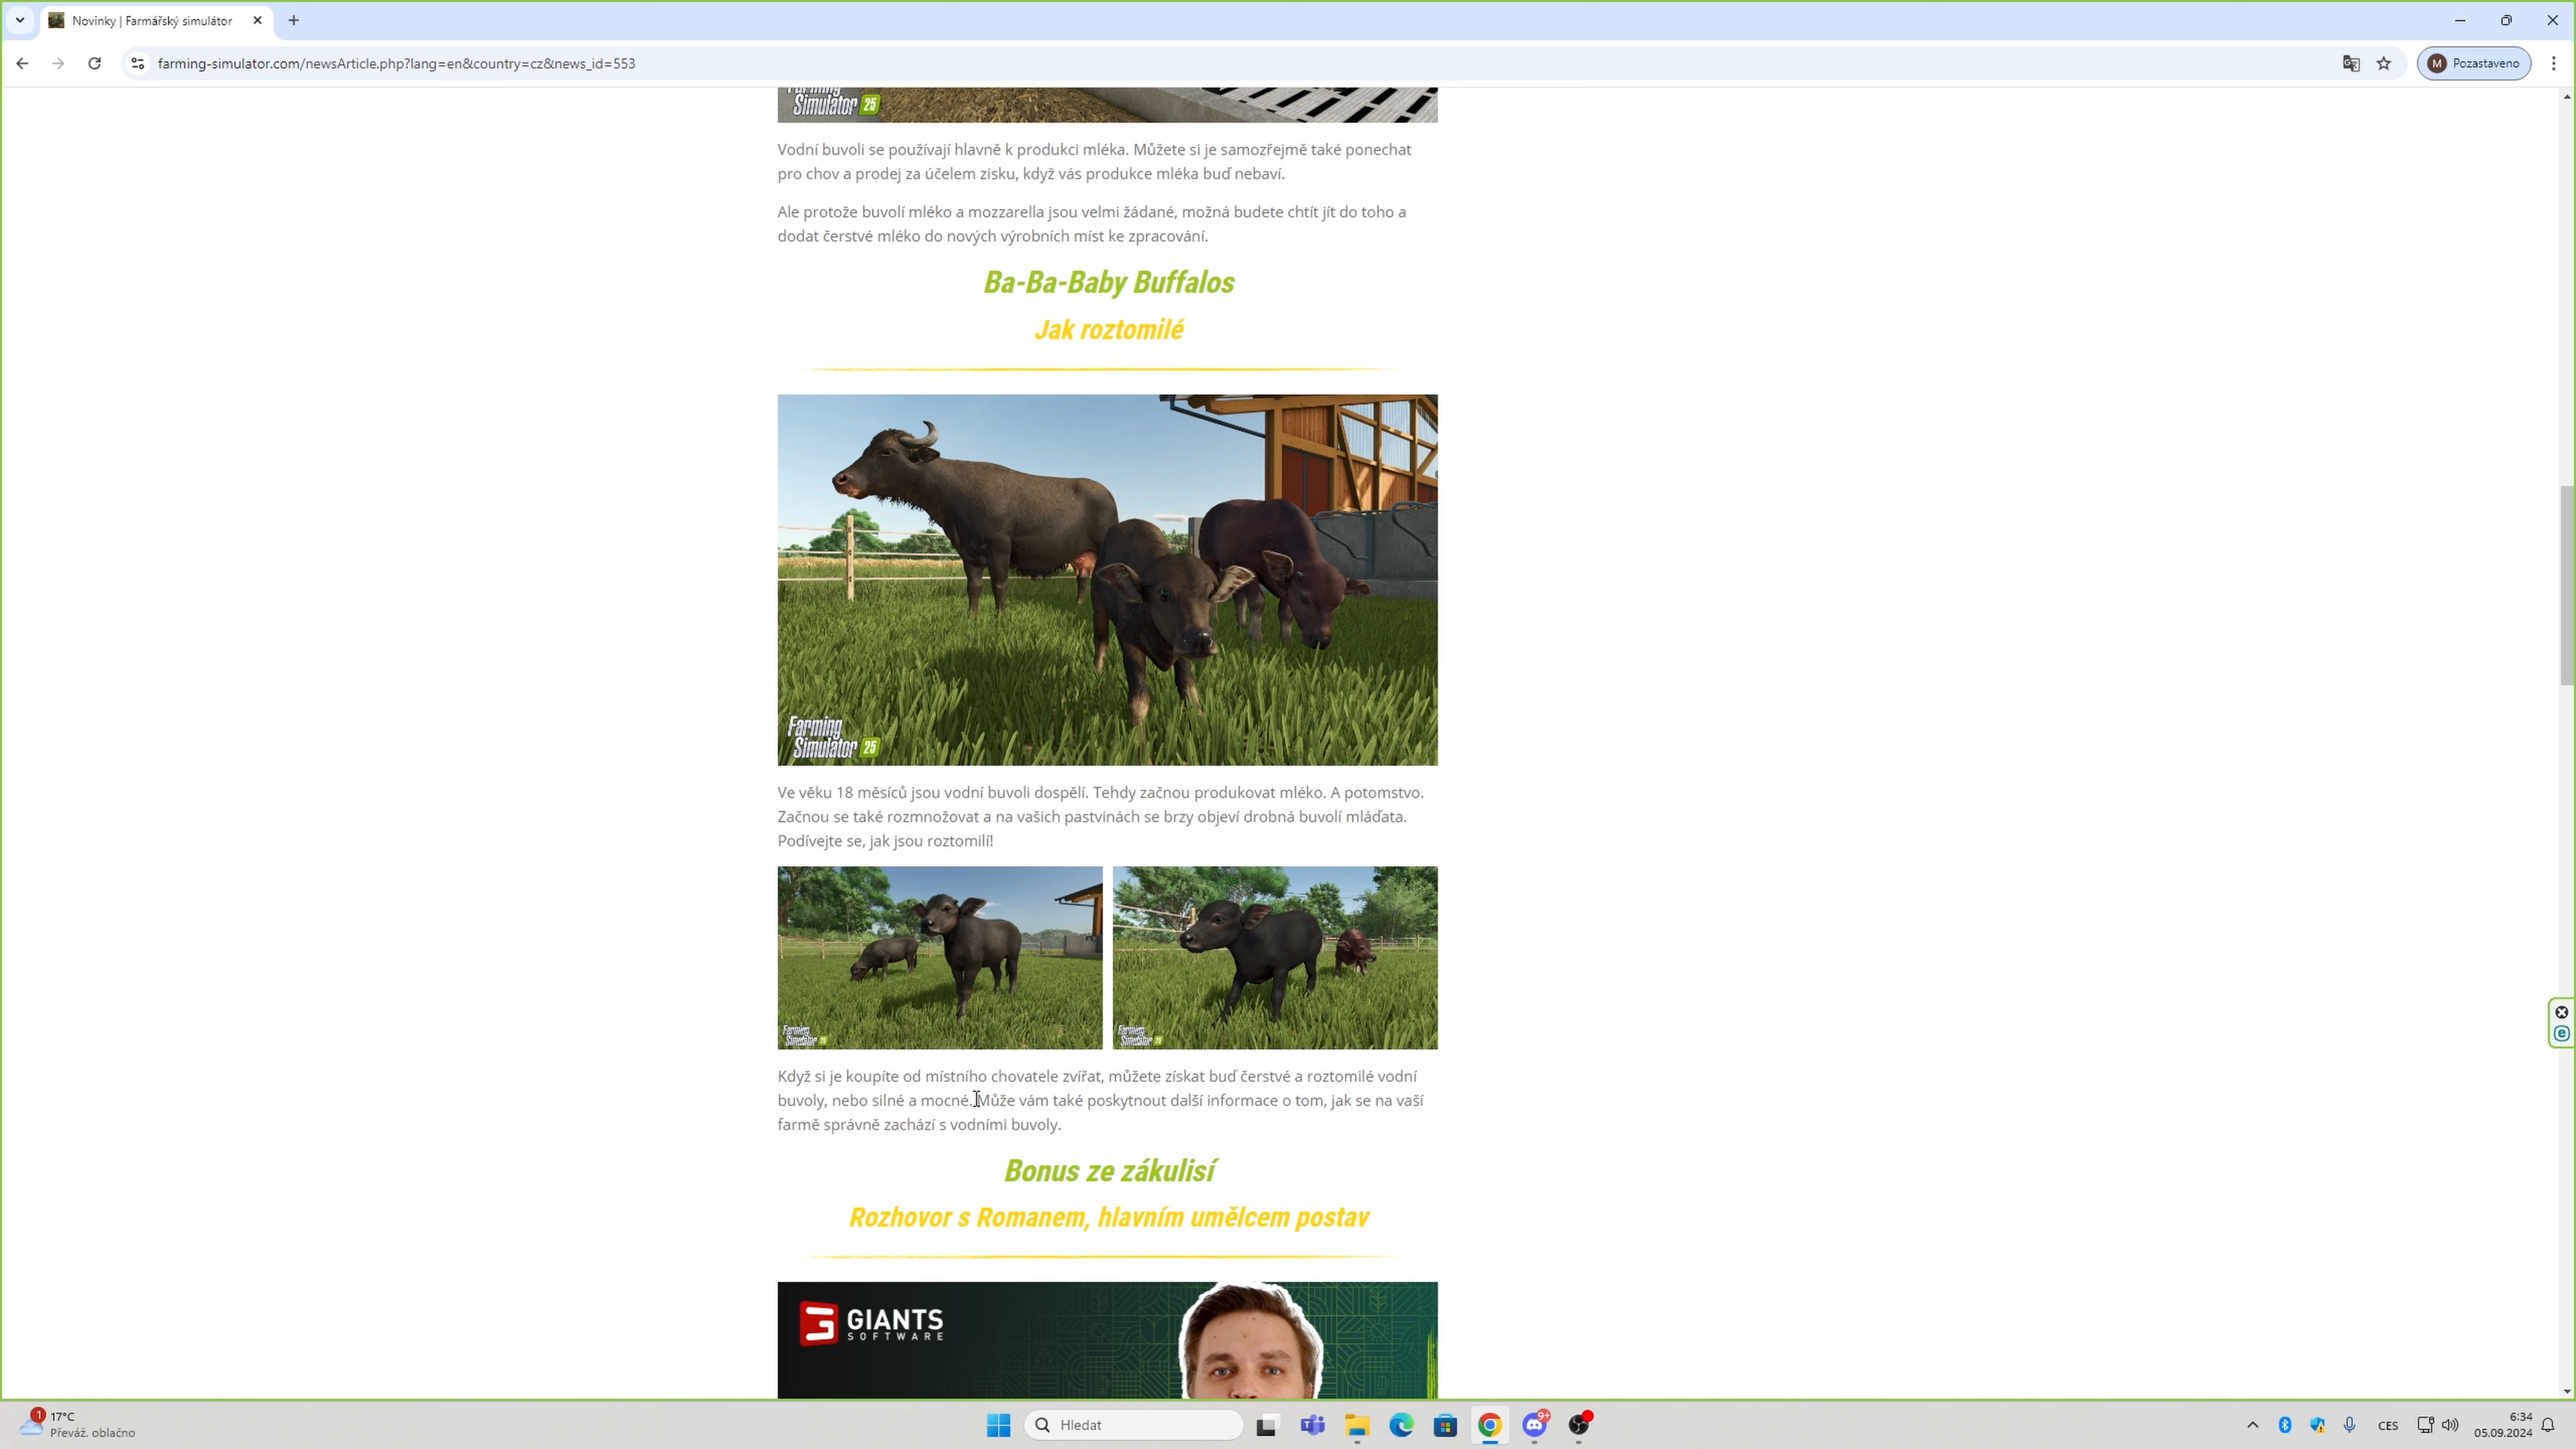 Novinky | Farmářský simulátor
farming-simulator.com/newsArticle.php?lang=en&country=cz&news_id=553
M Pozastaveno
Farming
Simulator 25
Vodní buvoli se používají hlavně k produkci mléka. Můžete si je samozřejmě také ponechat
pro chov a prodej za účelem zisku, když vás produkce mléka buď nebaví.
Ale protože buvolí mléko a mozzarella jsou velmi žádané, možná budete chtít jít do toho a
dodat čerstvé mléko do nových výrobních míst ke zpracování.
Ba-Ba-Baby Buffalos
Jak roztomilé
Farming
Simulator 25
Ve věku 18 měsíců jsou vodní buvoli dospělí. Tehdy začnou produkovat mléko. A potomstvo.
Začnou se také rozmnožovat a na vašich pastvinách se brzy objeví drobná buvolí mláďata.
Podívejte se, jak jsou roztomilí!
Farming
Simulator 25
Farming
Simulator 25
Když si je koupíte od místního chovatele zvířat, můžete získat buď čerstvé a roztomilé vodní
buvoly, nebo silné a mocné. Může vám také poskytnout další informace o tom, jak se na vaší
farmě správně zachází s vodními buvoly.
Bonus ze zákulisí
Rozhovor s Romanem, hlavním umělcem postav
GIANTS
SOFTWARE
1
17°C
Převáž. oblačno
Hledat
9+
CES
6:34
05.09.2024